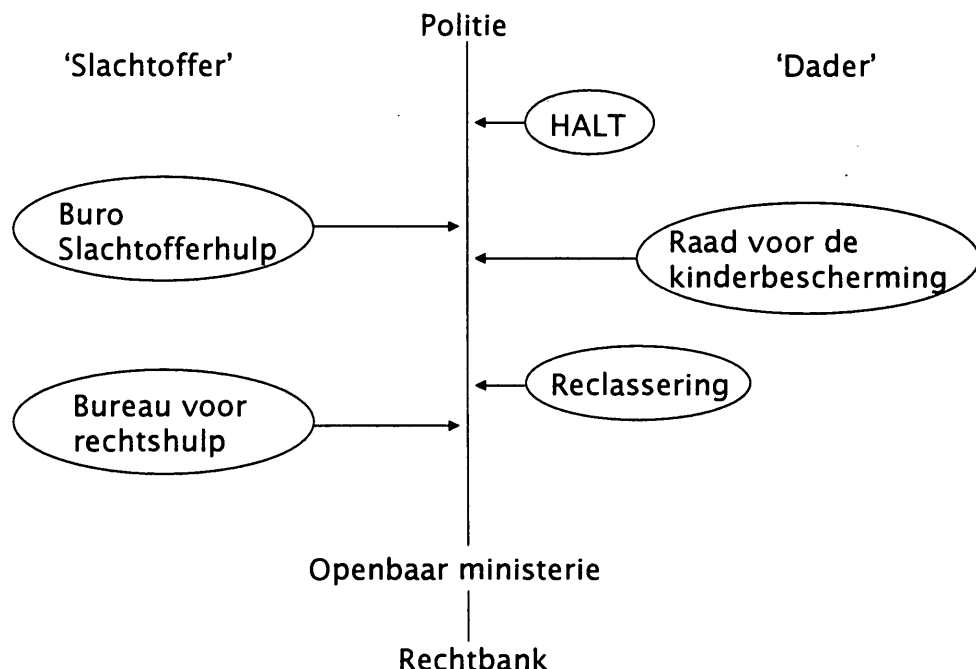 Politie
'Slachtoffer'
'Dader'
HALT
Buro
Slachtofferhulp
Raad voor de
kinderbescherming
Reclassering
Bureau voor
rechtshulp
Openbaar ministerie
Rechtbank